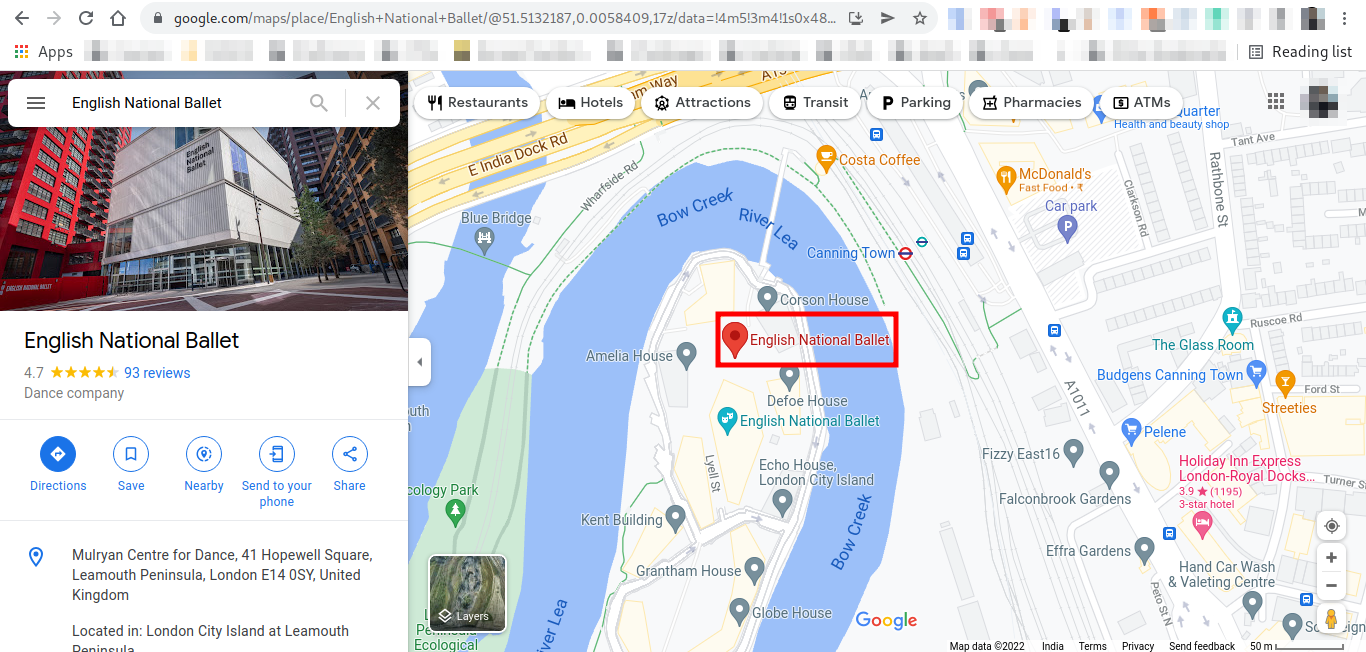 google.com/maps/place/English+National+Ballet/@51.5132187,0.0058409,17z/data=!4m5!3m4!1s0x48...
Apps
Reading list
English National Ballet
Restaurants
Hotels
Attractions
Transit
Parking
Pharmacies
ATMs
English
National
Ballet
ENGLISH NATIONAL BALLET
English National Ballet
4.7
93 reviews
Dance company
Directions
Save
Nearby
Send to your
phone
Share
Mulryan Centre for Dance, 41 Hopewell Square,
Leamouth Peninsula, London E14 0SY, United
Kingdom
Located in: London City Island at Leamouth
Peninsula
om Way
A13
E India Dock Rd
Wharfside Rd
Blue Bridge
Bow Creek
River Lea
Costa Coffee
Canning Town
uarter
Health and beauty shop
Tant Ave
Rathbone St
McDonald's
Fast Food • ₹
Car park
Clarkson Rd
Corson House
English National Ballet
Amelia House
Defoe House
English National Ballet
Lyell St
Echo House,
London City Island
Kent Building
Bow Creek
Grantham House
Globe House
outh
cology Park
Peninsula
Ecological
iver Lea
Layers
Google
Ruscoe Rd
The Glass Room
Budgens Canning Town
Ford St
Streeties
A1011
Pelene
Fizzy East16
Falconbrook Gardens
Holiday Inn Express
London-Royal Docks...
3.9 ★ (1195)
3-star hotel
Turner S
Effra Gardens
Hand Car Wash
& Valeting Centre
Peto St N
Map data ©2022
India
Terms
Privacy
Send feedback
50 m